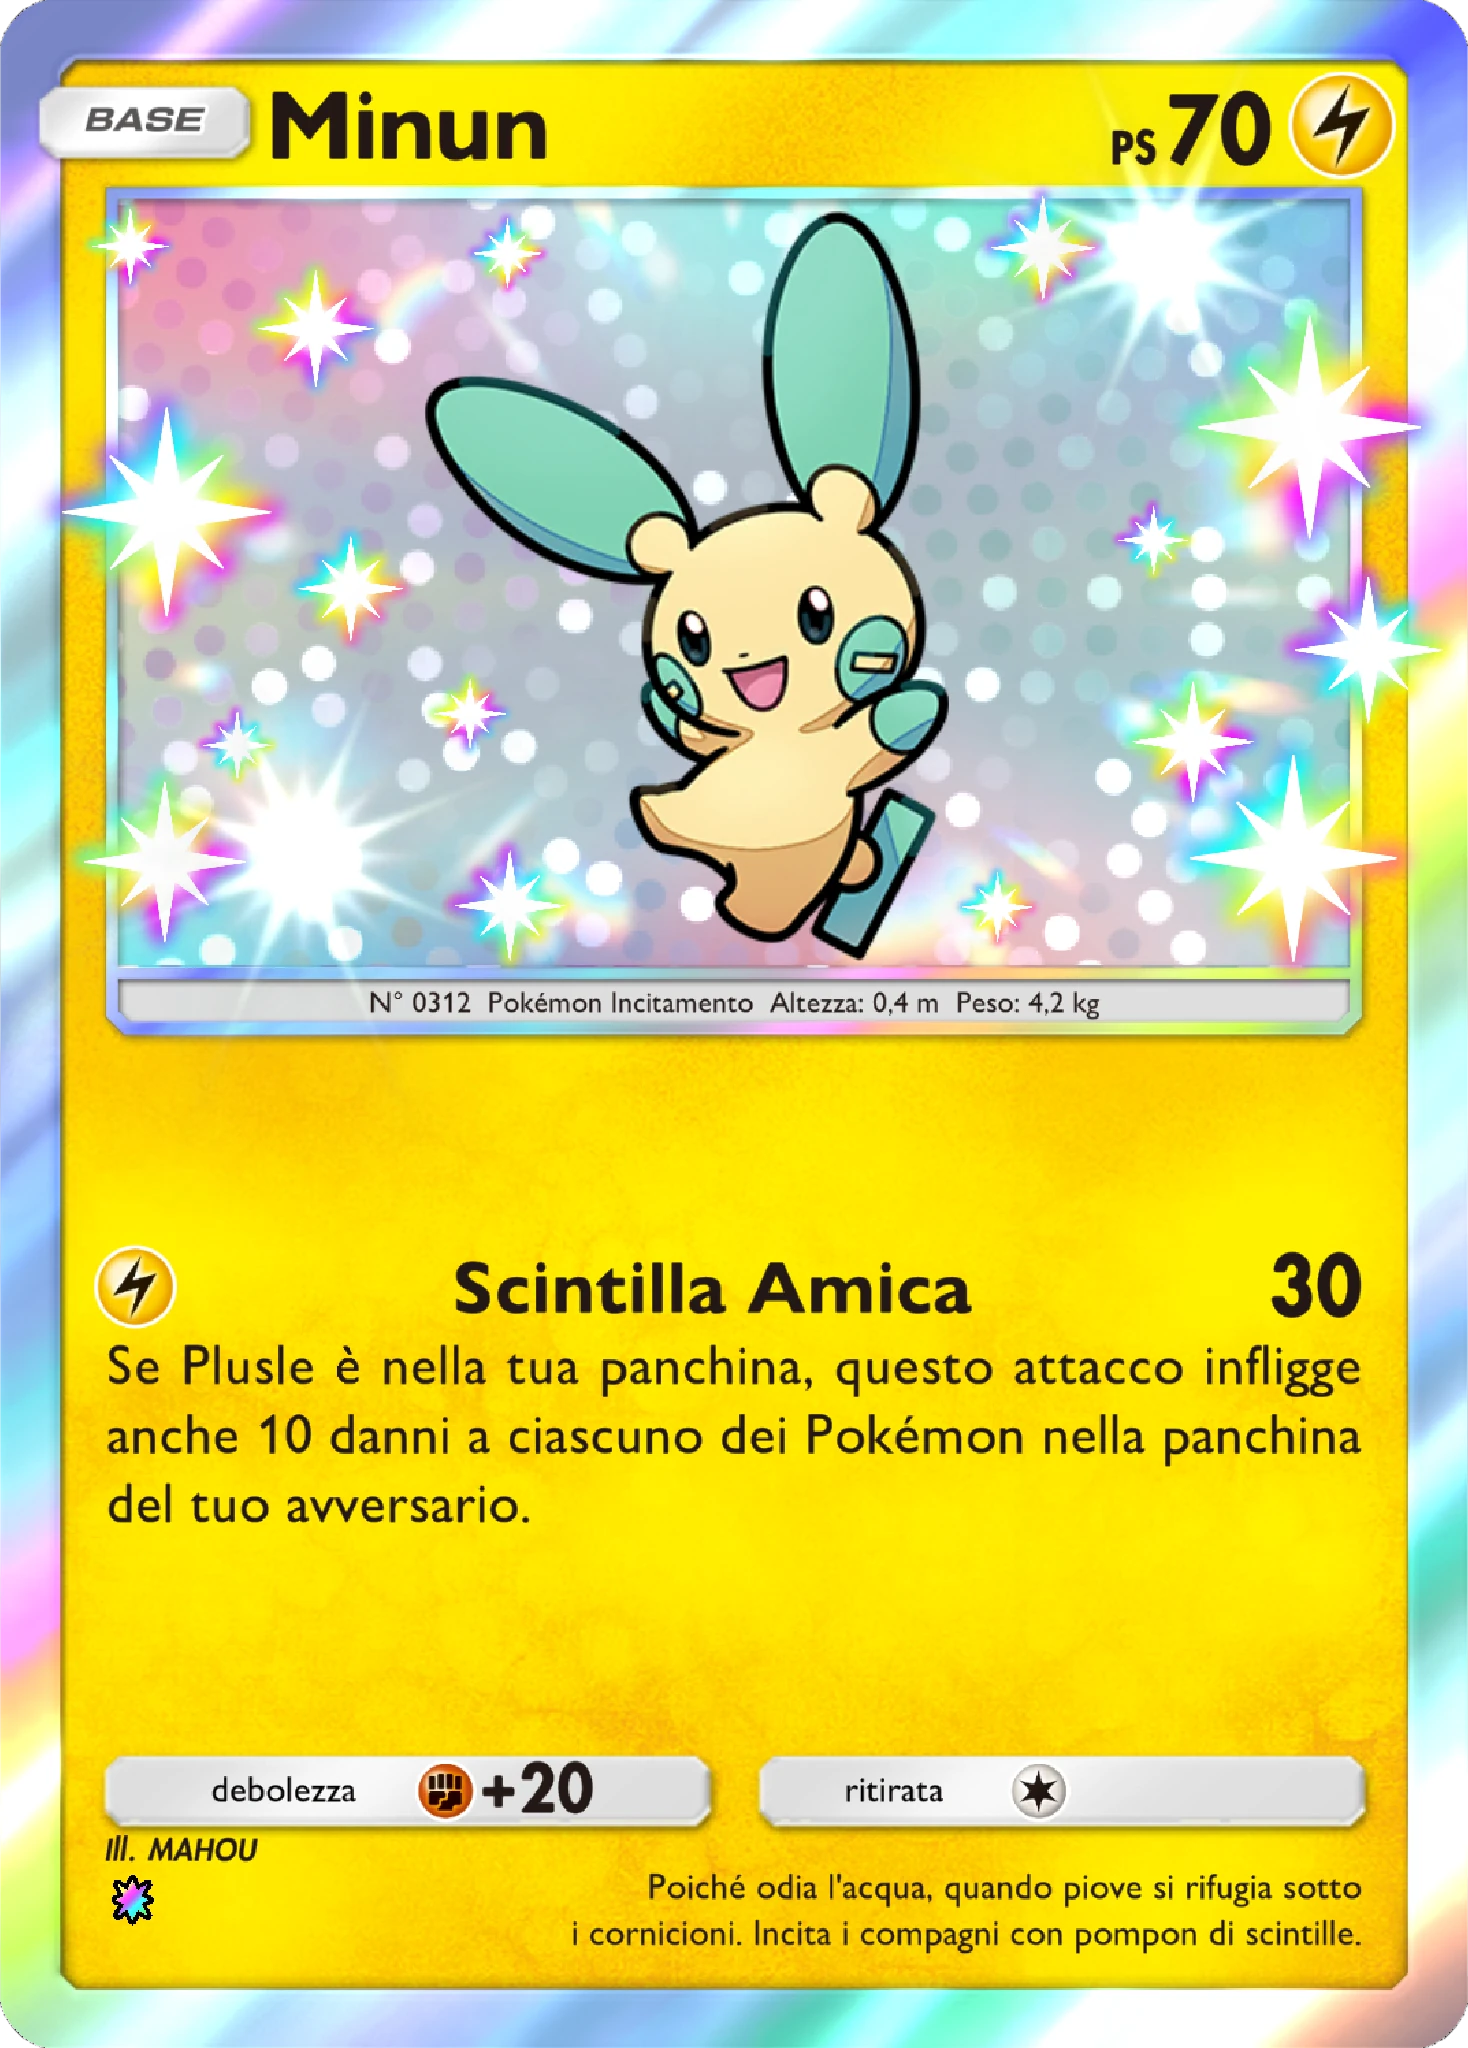 BASE Minun PS 70
N° 0312 Pokémon Incitamento Altezza: 0,4 m Peso: 4,2 kg
Scintilla Amica 30
Se Plusle è nella tua panchina, questo attacco infligge
anche 10 danni a ciascuno dei Pokémon nella panchina
del tuo avversario.
debolezza +20 ritirata
Ill. MAHOU
Poiché odia l'acqua, quando piove si rifugia sotto
i cornicioni. Incita i compagni con pompon di scintille.